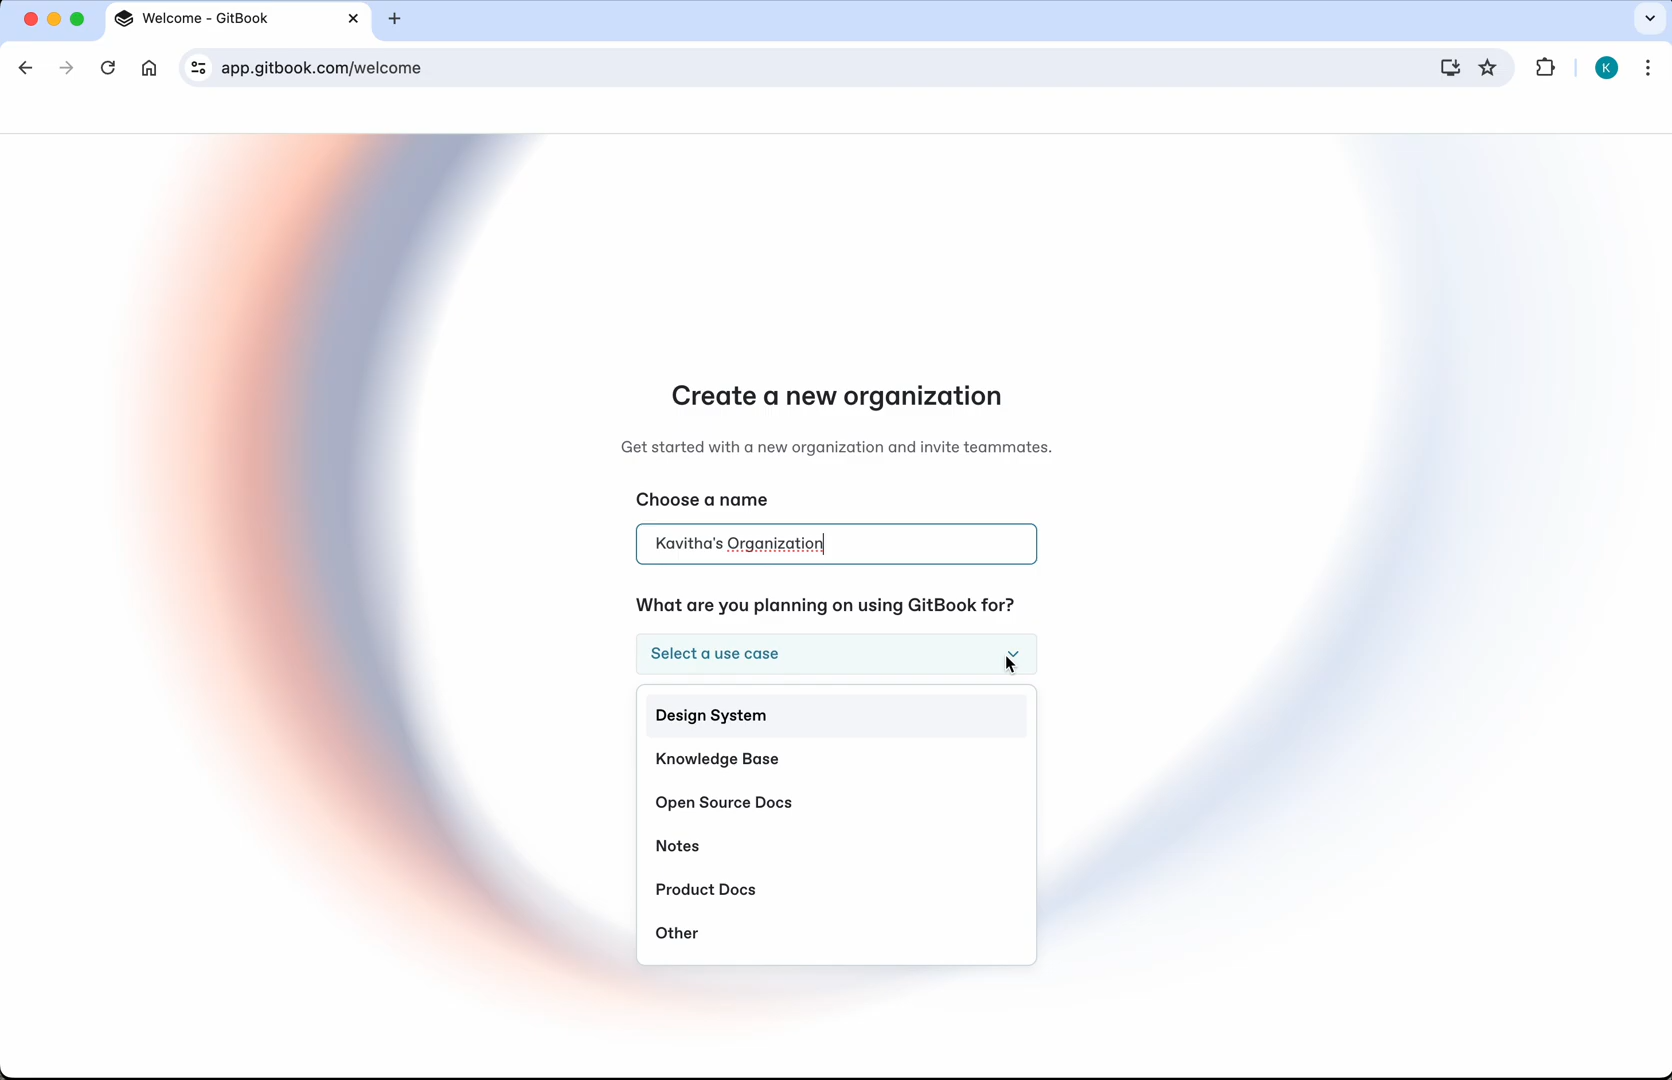 Welcome - GitBook
app.gitbook.com/welcome
K
Create a new organization
Get started with a new organization and invite teammates.
Choose a name
Kavitha's Organization
What are you planning on using GitBook for?
Select a use case
Design System
Knowledge Base
Open Source Docs
Notes
Product Docs
Other